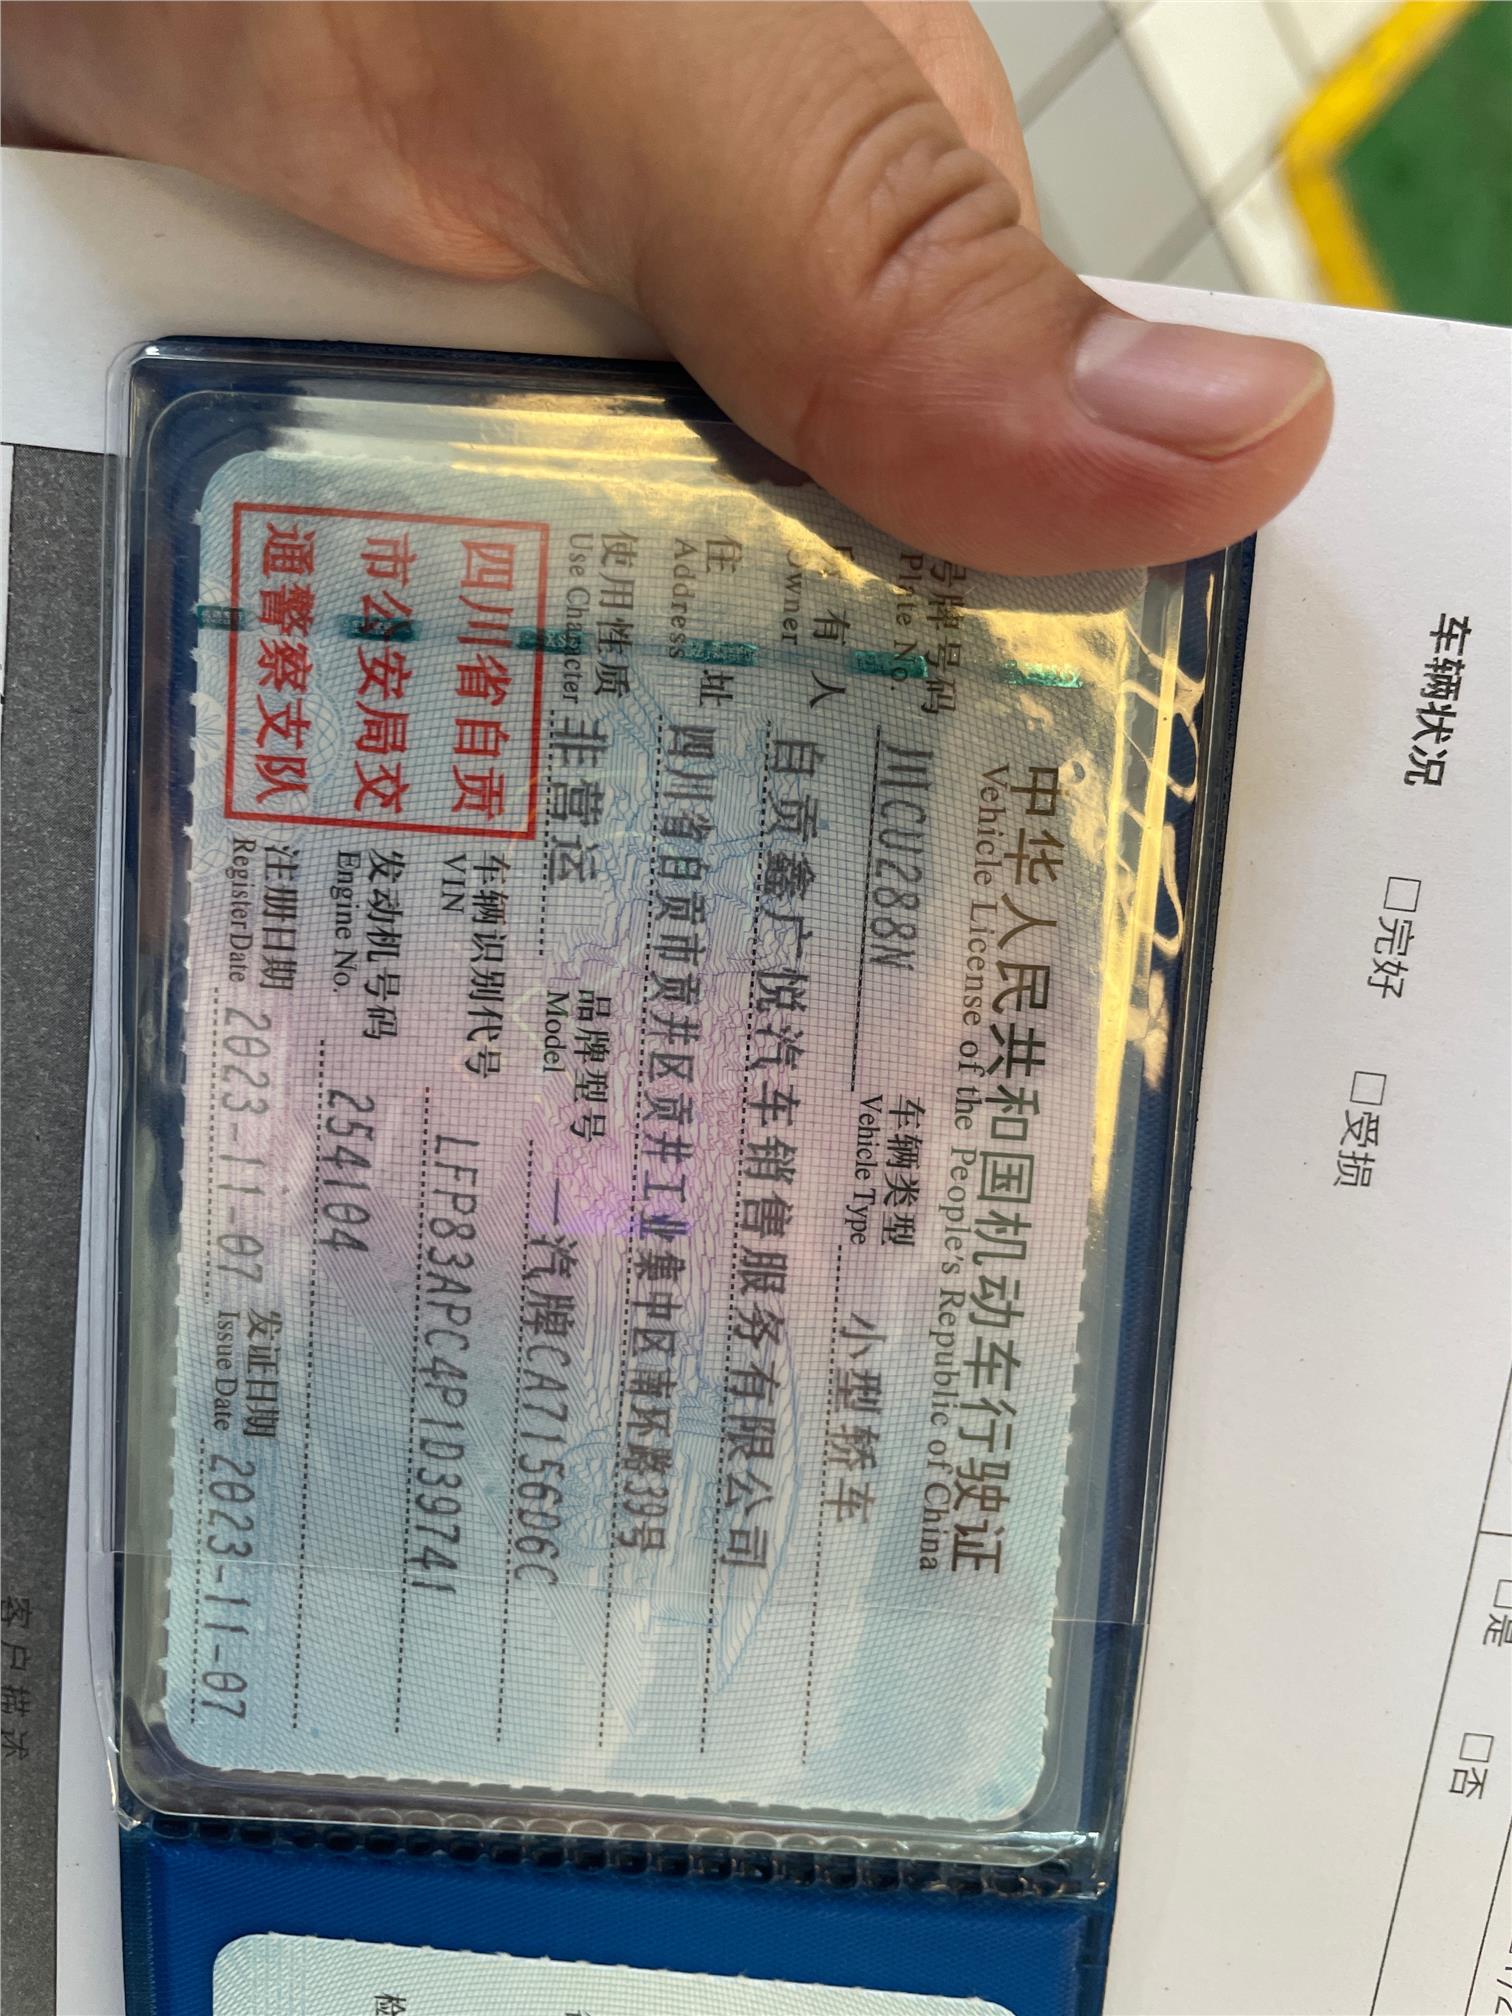 中华人民共和国机动车行驶证
Vehicle License of the People's Republic of China
号牌号码 川CU288N 车辆类型 小型轿车
Plate No. Vehicle Type
有人 自贡鑫广悦汽车销售服务有限公司
Owner
住址 四川省自贡市贡井区贡井工业集中区南环路39号
Address
使用性质 非营运 品牌型号 一汽牌CA7156D6C
Use Character Model
四川省自贡
市公安局交
通警察支队
车辆识别代号 LFP83APC4P1D39741
VIN
发动机号码 254104
Engine No.
注册日期 2023-11-07 发证日期 2023-11-07
Register Date Issue Date
车辆状况 □完好 □受损
□是 □否
客户描述
检